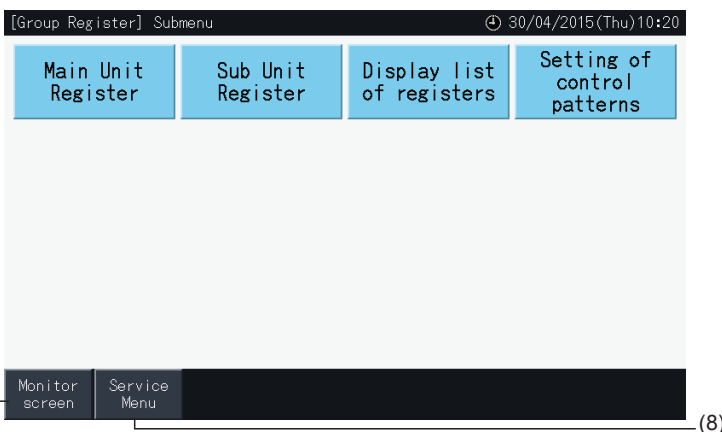 [Group Register] Submenu 30/04/2015(Thu)10:20
Main Unit
Register
Sub Unit
Register
Display list
of registers
Setting of
control
patterns
Monitor
screen
Service
Menu
(8)